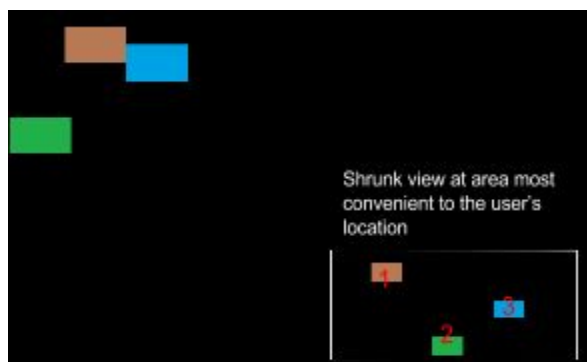 Shrunk view at area most
convenient to the user's
location
1
3
2